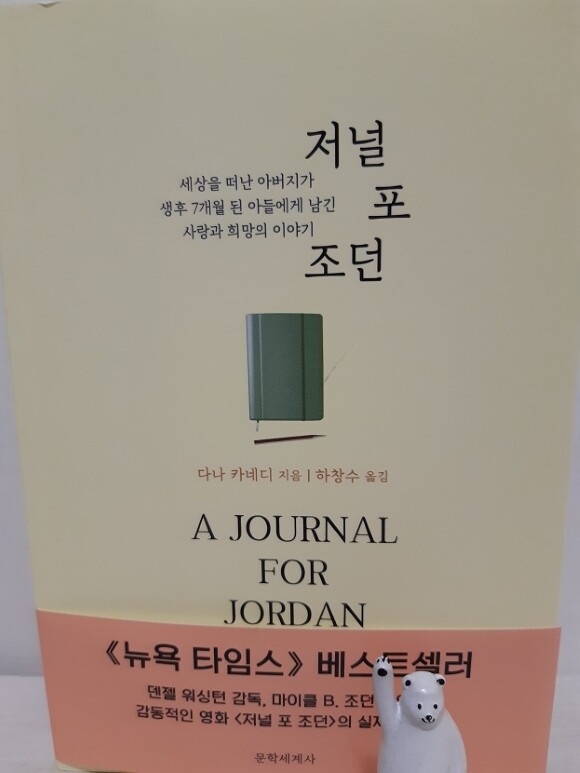 저널
포
조던
세상을 떠난 아버지가
생후 7개월 된 아들에게 남긴
사랑과 희망의 이야기
다나 카네디 지음 | 하창수 옮김
A JOURNAL
FOR
JORDAN
《뉴욕 타임스》 베스트셀러
덴젤 워싱턴 감독, 마이클 B. 조던
감동적인 영화 <저널 포 조던>의
문학세계사